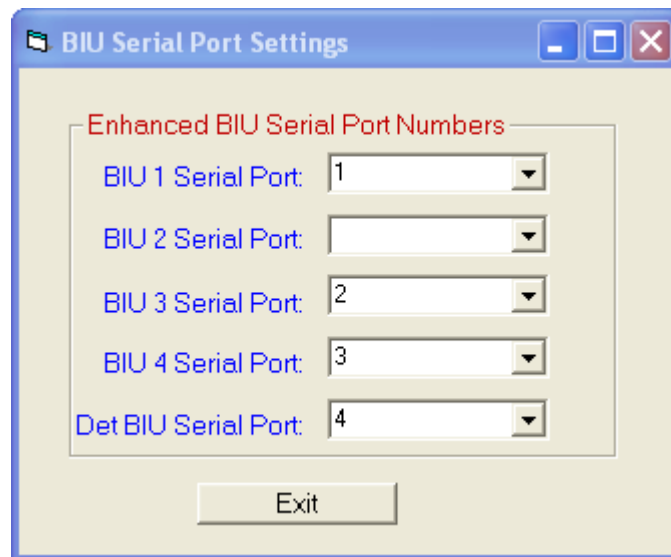 BIU Serial Port Settings
Enhanced BIU Serial Port Numbers
BIU 1 Serial Port: 1
BIU 2 Serial Port:
BIU 3 Serial Port: 2
BIU 4 Serial Port: 3
Det BIU Serial Port: 4
Exit